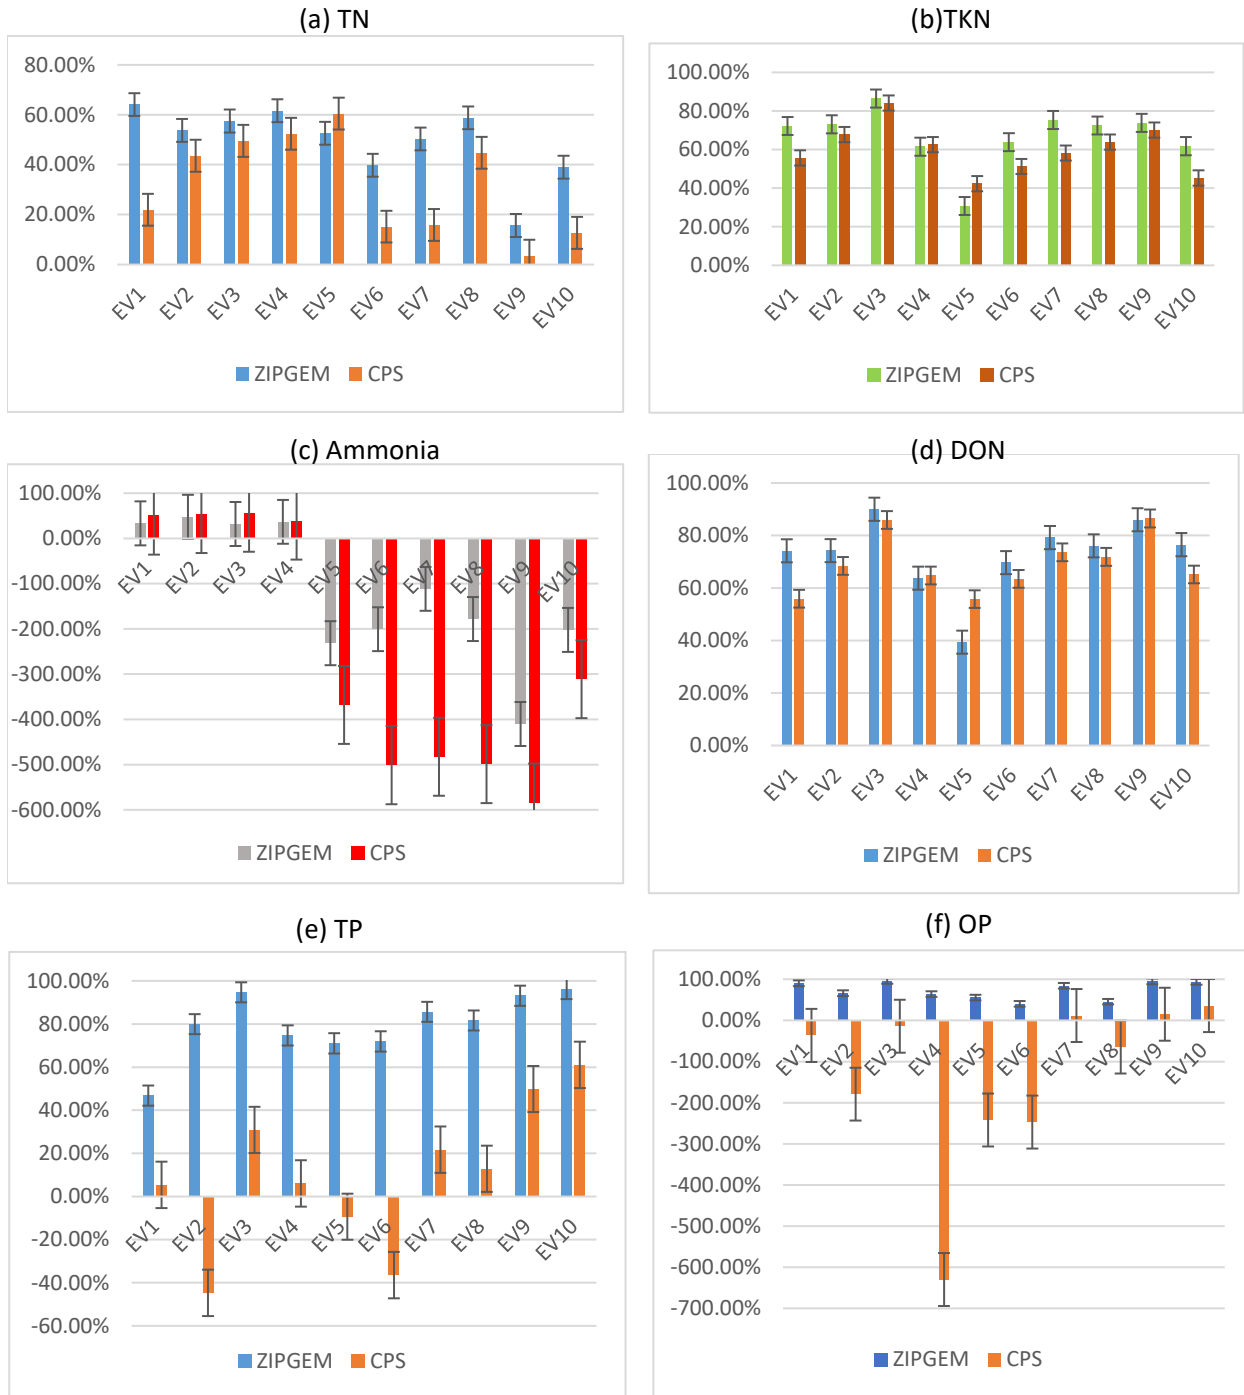 (a) TN
80.00%
60.00%
40.00%
20.00%
0.00%
EV1 EV2 EV3 EV4 EV5 EV6 EV7 EV8 EV9 EV10
ZIPGEM CPS
(b)TKN
100.00%
80.00%
60.00%
40.00%
20.00%
0.00%
EV1 EV2 EV3 EV4 EV5 EV6 EV7 EV8 EV9 EV10
ZIPGEM CPS
(c) Ammonia
100.00%
0.00%
-100.00%
-200.00%
-300.00%
-400.00%
-500.00%
-600.00%
EV1 EV2 EV3 EV4 EV5 EV6 EV7 EV8 EV9 EV10
ZIPGEM CPS
(d) DON
100.00%
80.00%
60.00%
40.00%
20.00%
0.00%
EV1 EV2 EV3 EV4 EV5 EV6 EV7 EV8 EV9 EV10
ZIPGEM CPS
(e) TP
100.00%
80.00%
60.00%
40.00%
20.00%
0.00%
-20.00%
-40.00%
-60.00%
EV1 EV2 EV3 EV4 EV5 EV6 EV7 EV8 EV9 EV10
ZIPGEM CPS
(f) OP
100.00%
0.00%
-100.00%
-200.00%
-300.00%
-400.00%
-500.00%
-600.00%
-700.00%
EV1 EV2 EV3 EV4 EV5 EV6 EV7 EV8 EV9 EV10
ZIPGEM CPS